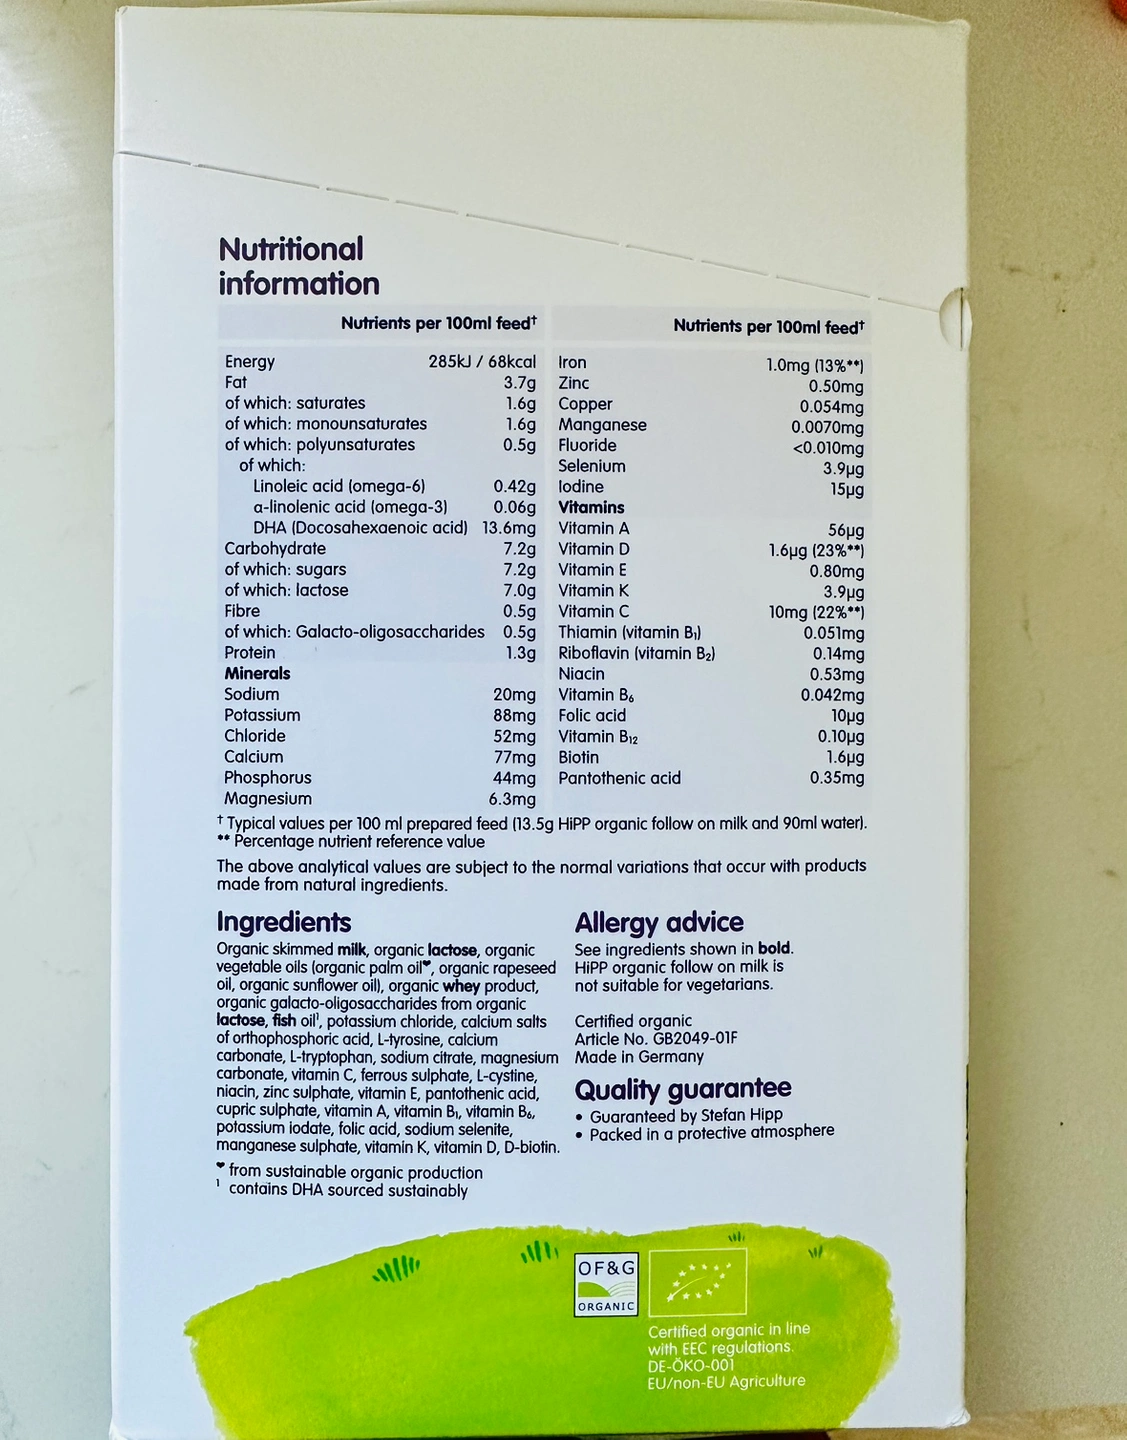 Nutritional
information
Nutrients per 100ml feed†
Energy 285kJ / 68kcal
Fat 3.7g
of which: saturates 1.6g
of which: monounsaturates 1.6g
of which: polyunsaturates 0.5g
of which:
Linoleic acid (omega-6) 0.42g
α-linolenic acid (omega-3) 0.06g
DHA (Docosahexaenoic acid) 13.6mg
Carbohydrate 7.2g
of which: sugars 7.2g
of which: lactose 7.0g
Fibre 0.5g
of which: Galacto-oligosaccharides 0.5g
Protein 1.3g
Minerals
Sodium 20mg
Potassium 88mg
Chloride 52mg
Calcium 77mg
Phosphorus 44mg
Magnesium 6.3mg
Nutrients per 100ml feed†
Iron 1.0mg (13%**)
Zinc 0.50mg
Copper 0.054mg
Manganese 0.0070mg
Fluoride <0.010mg
Selenium 3.9µg
Iodine 15µg
Vitamins
Vitamin A 56µg
Vitamin D 1.6µg (23%**)
Vitamin E 0.80mg
Vitamin K 3.9µg
Vitamin C 10mg (22%**)
Thiamin (vitamin B₁) 0.051mg
Riboflavin (vitamin B₂) 0.14mg
Niacin 0.53mg
Vitamin B₆ 0.042mg
Folic acid 10µg
Vitamin B₁₂ 0.10µg
Biotin 1.6µg
Pantothenic acid 0.35mg
† Typical values per 100 ml prepared feed (13.5g HiPP organic follow on milk and 90ml water).
** Percentage nutrient reference value
The above analytical values are subject to the normal variations that occur with products
made from natural ingredients.
Ingredients
Organic skimmed milk, organic lactose, organic
vegetable oils (organic palm oil♥, organic rapeseed
oil, organic sunflower oil), organic whey product,
organic galacto-oligosaccharides from organic
lactose, fish oil¹, potassium chloride, calcium salts
of orthophosphoric acid, L-tyrosine, calcium
carbonate, L-tryptophan, sodium citrate, magnesium
carbonate, vitamin C, ferrous sulphate, L-cystine,
niacin, zinc sulphate, vitamin E, pantothenic acid,
cupric sulphate, vitamin A, vitamin B₁, vitamin B₆,
potassium iodate, folic acid, sodium selenite,
manganese sulphate, vitamin K, vitamin D, D-biotin.
♥ from sustainable organic production
¹ contains DHA sourced sustainably
Allergy advice
See ingredients shown in bold.
HiPP organic follow on milk is
not suitable for vegetarians.
Certified organic
Article No. GB2049-01F
Made in Germany
Quality guarantee
• Guaranteed by Stefan Hipp
• Packed in a protective atmosphere
OF&G
ORGANIC
Certified organic in line
with EEC regulations.
DE-ÖKO-001
EU/non-EU Agriculture